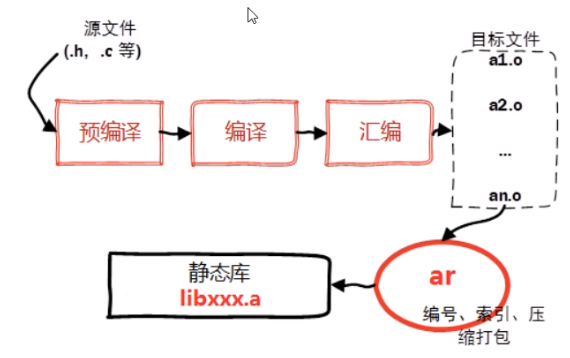 源文件
(.h, .c 等)
预编译
编译
汇编
目标文件
a1.o
a2.o
...
an.o
ar
编号、索引、压
缩打包
静态库
libxxx.a